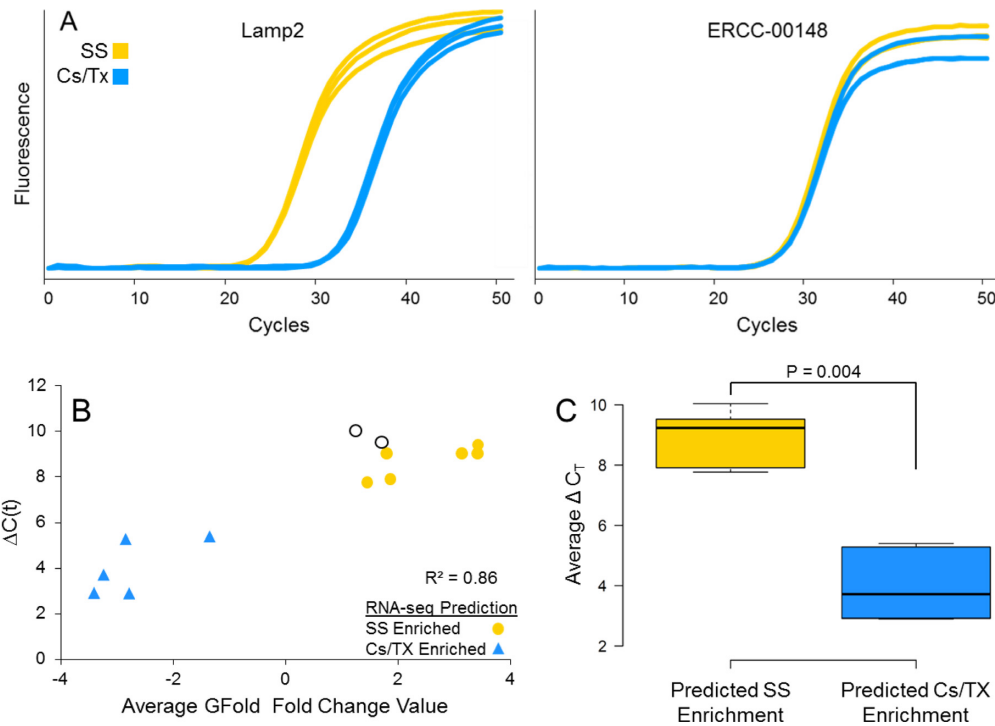 A
Lamp2
ERCC-00148
SS
Cs/Tx
Fluorescence
0 10 20 30 40 50
0 10 20 30 40 50
Cycles
Cycles
B
12
10
8
6
4
2
0
ΔC(t)
R² = 0.86
RNA-seq Prediction
SS Enriched
Cs/TX Enriched
-4 -2 0 2 4
Average GFold Fold Change Value
C
P = 0.004
10
8
6
4
2
Average Δ CT
Predicted SS
Enrichment
Predicted Cs/TX
Enrichment